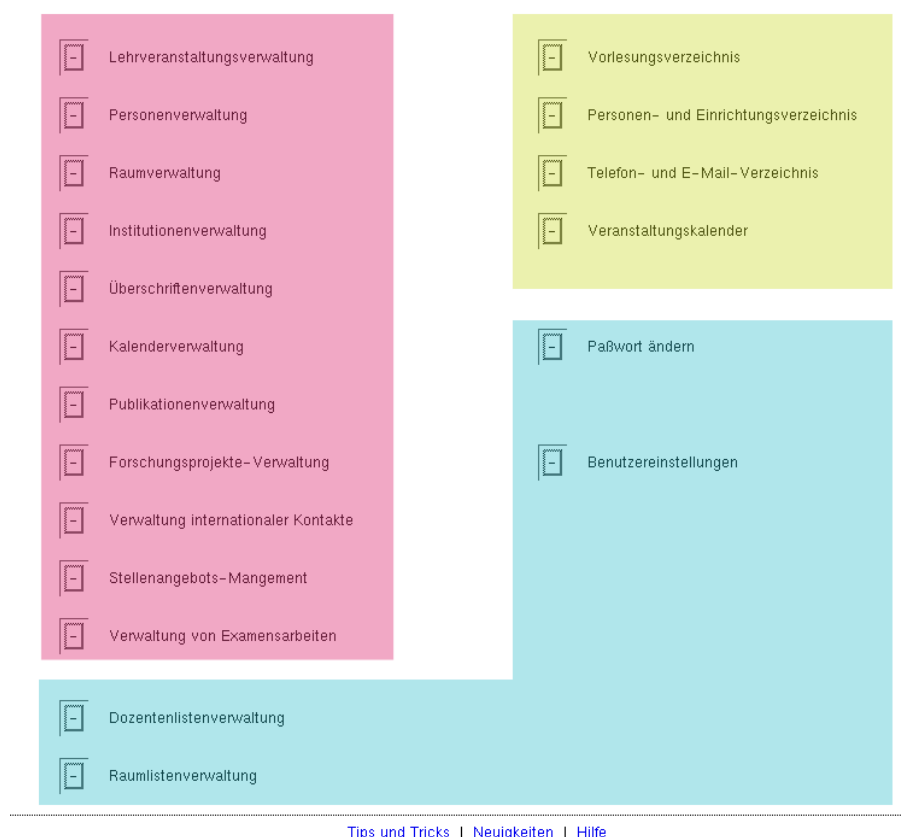 Lehrveranstaltungsverwaltung
Personenverwaltung
Raumverwaltung
Institutionenverwaltung
Überschriftenverwaltung
Kalenderverwaltung
Publikationenverwaltung
Forschungsprojekte-Verwaltung
Verwaltung internationaler Kontakte
Stellenangebots-Mangement
Verwaltung von Examensarbeiten
Vorlesungsverzeichnis
Personen- und Einrichtungsverzeichnis
Telefon- und E-Mail-Verzeichnis
Veranstaltungskalender
Paßwort ändern
Benutzereinstellungen
Dozentenlistenverwaltung
Raumlistenverwaltung
Tips und Tricks | Neuigkeiten | Hilfe